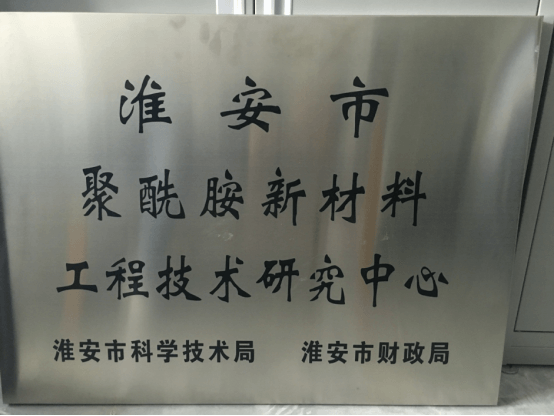 淮安市
聚酰胺新材料
工程技术研究中心
淮安市科学技术局 淮安市财政局